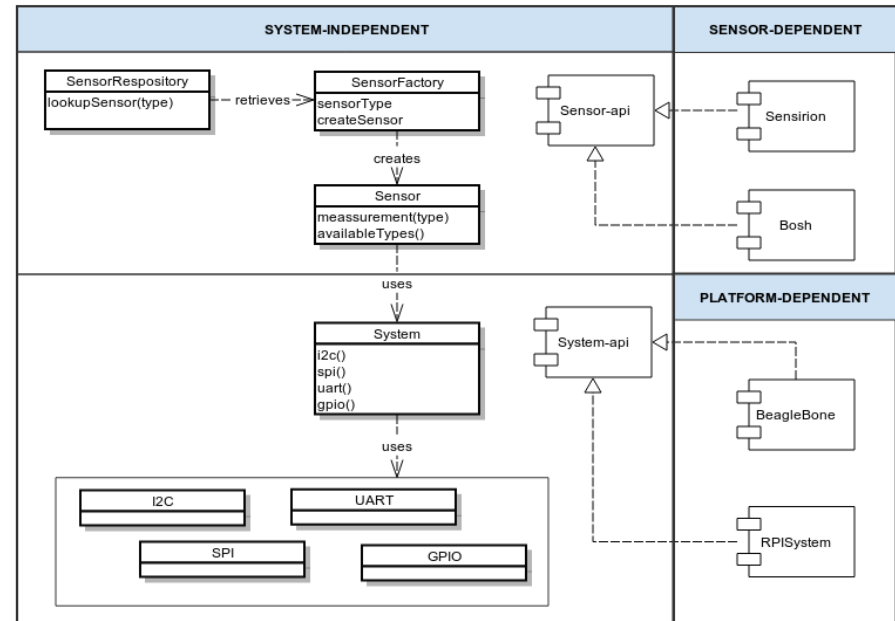 SYSTEM-INDEPENDENT
SENSOR-DEPENDENT
SensorRespository
lookupSensor(type)
retrieves
SensorFactory
sensorType
createSensor
Sensor-api
Sensirion
creates
Sensor
meassurement(type)
availableTypes()
Bosh
uses
PLATFORM-DEPENDENT
System
i2c()
spi()
uart()
gpio()
System-api
BeagleBone
uses
I2C
UART
SPI
GPIO
RPISystem